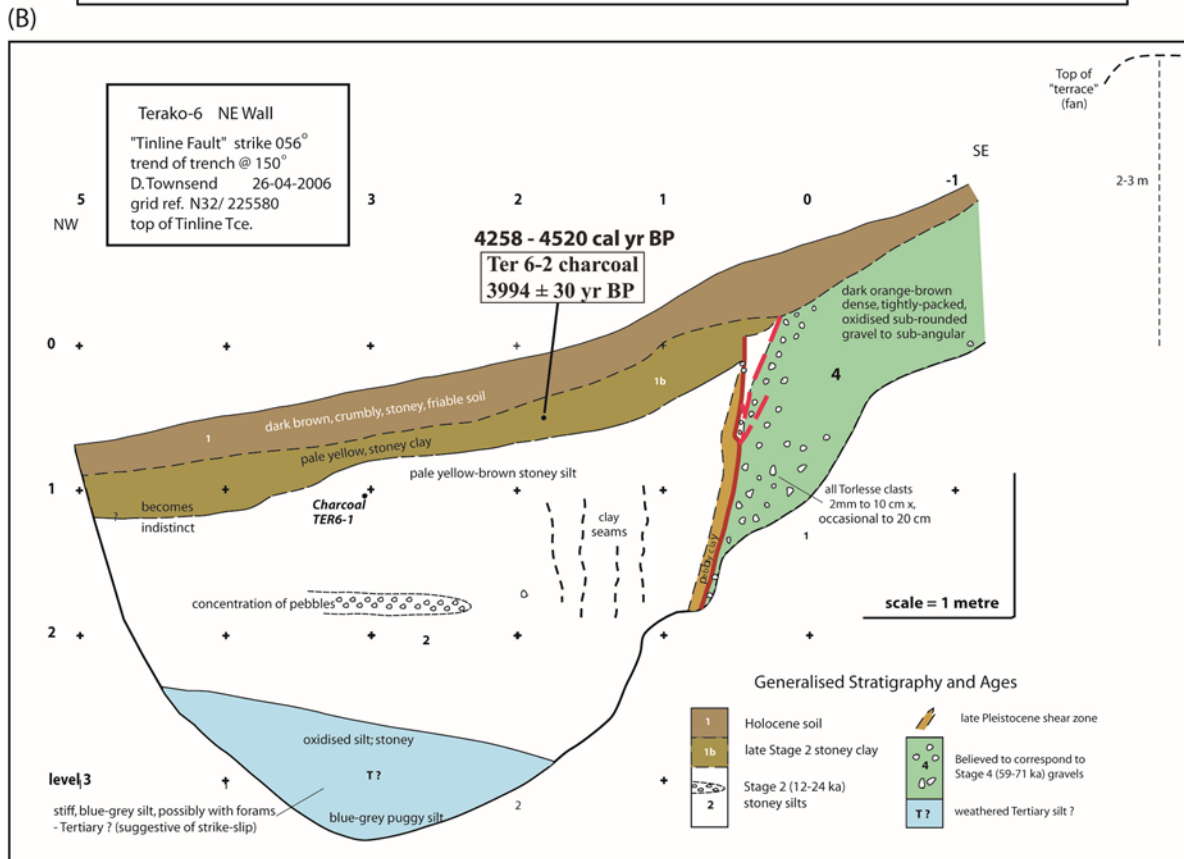 (B)
Terako-6 NE Wall
"Tinline Fault" strike 056°
trend of trench @ 150°
D.Townsend 26-04-2006
grid ref. N32/ 225580
top of Tinline Tce.
Top of
"terrace"
(fan)
2-3 m
SE
NW
5
3
2
1
0
-1
4258 - 4520 cal yr BP
Ter 6-2 charcoal
3994 ± 30 yr BP
dark orange-brown
dense, tightly-packed,
oxidised sub-rounded
gravel to sub-angular
4
0
1b
dark brown, crumbly, stoney, friable soil
1
pale yellow, stoney clay
pale yellow-brown stoney silt
1
becomes
indistinct
?
Charcoal
TER6-1
clay
seams
pebbly clay
all Torlesse clasts
2mm to 10 cm x,
occasional to 20 cm
1
concentration of pebbles
scale = 1 metre
2
2
oxidised silt; stoney
T ?
level 3
stiff, blue-grey silt, possibly with forams
- Tertiary ? (suggestive of strike-slip)
blue-grey puggy silt
2
Generalised Stratigraphy and Ages
1 Holocene soil
1b late Stage 2 stoney clay
2 Stage 2 (12-24 ka)
stoney silts
late Pleistocene shear zone
4 Believed to correspond to
Stage 4 (59-71 ka) gravels
T ? weathered Tertiary silt ?